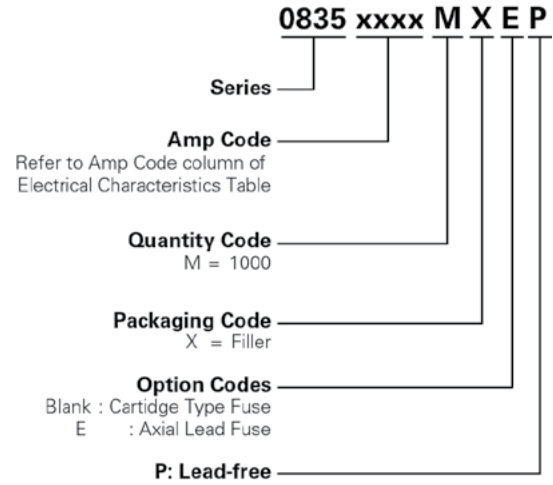 0835 xxxx M X E P
Series
Amp Code
Refer to Amp Code column of
Electrical Characteristics Table
Quantity Code
M = 1000
Packaging Code
X = Filler
Option Codes
Blank : Cartidge Type Fuse
E : Axial Lead Fuse
P: Lead-free